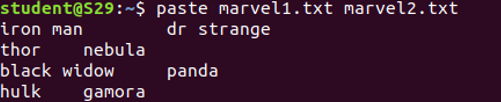 student@S29:~$ paste marvel1.txt marvel2.txt
iron man	dr strange
thor	nebula
black widow	panda
hulk	gamora